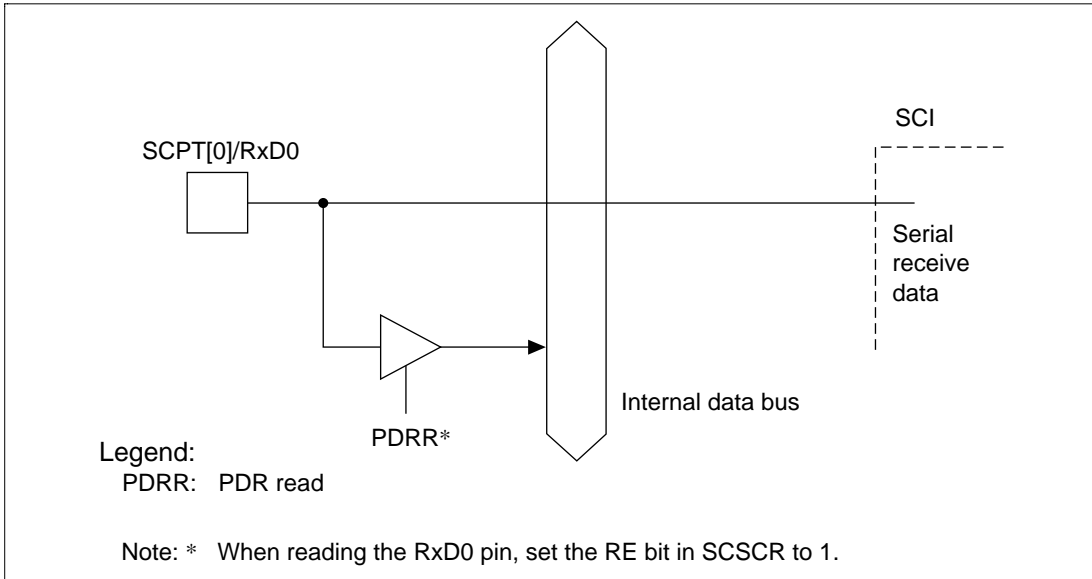 SCI
SCPT[0]/RxD0
Serial
receive
data
Internal data bus
PDRR*
Legend:
PDRR: PDR read
Note: * When reading the RxD0 pin, set the RE bit in SCSCR to 1.